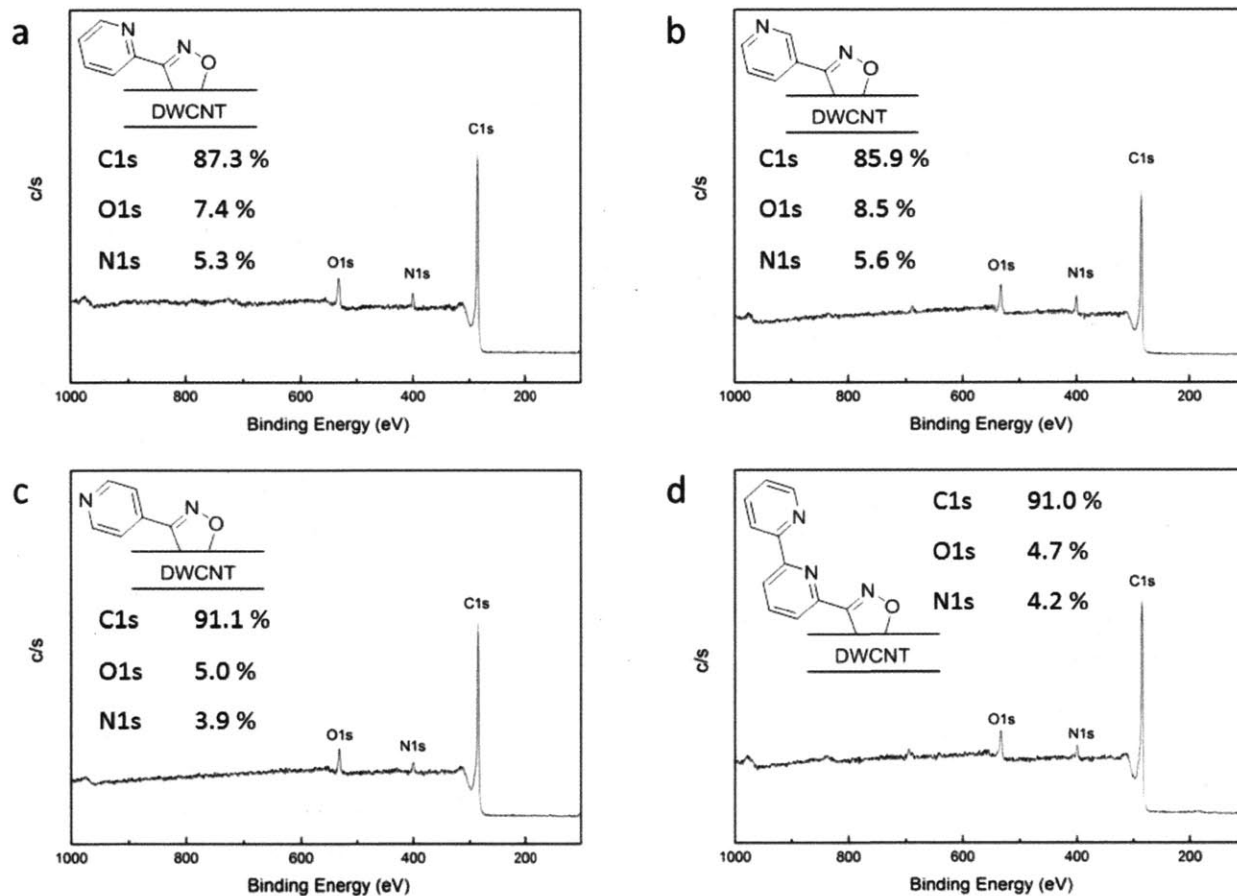 a
N
N
O
DWCNT
C1s 87.3 %
O1s 7.4 %
N1s 5.3 %
C1s
O1s
N1s
c/s
1000 800 600 400 200
Binding Energy (eV)
b
N
N
O
DWCNT
C1s 85.9 %
O1s 8.5 %
N1s 5.6 %
C1s
O1s
N1s
c/s
1000 800 600 400 200
Binding Energy (eV)
c
N
N
O
DWCNT
C1s 91.1 %
O1s 5.0 %
N1s 3.9 %
C1s
O1s
N1s
c/s
1000 800 600 400 200
Binding Energy (eV)
d
N
N
N
O
DWCNT
C1s 91.0 %
O1s 4.7 %
N1s 4.2 %
C1s
O1s
N1s
c/s
1000 800 600 400 200
Binding Energy (eV)